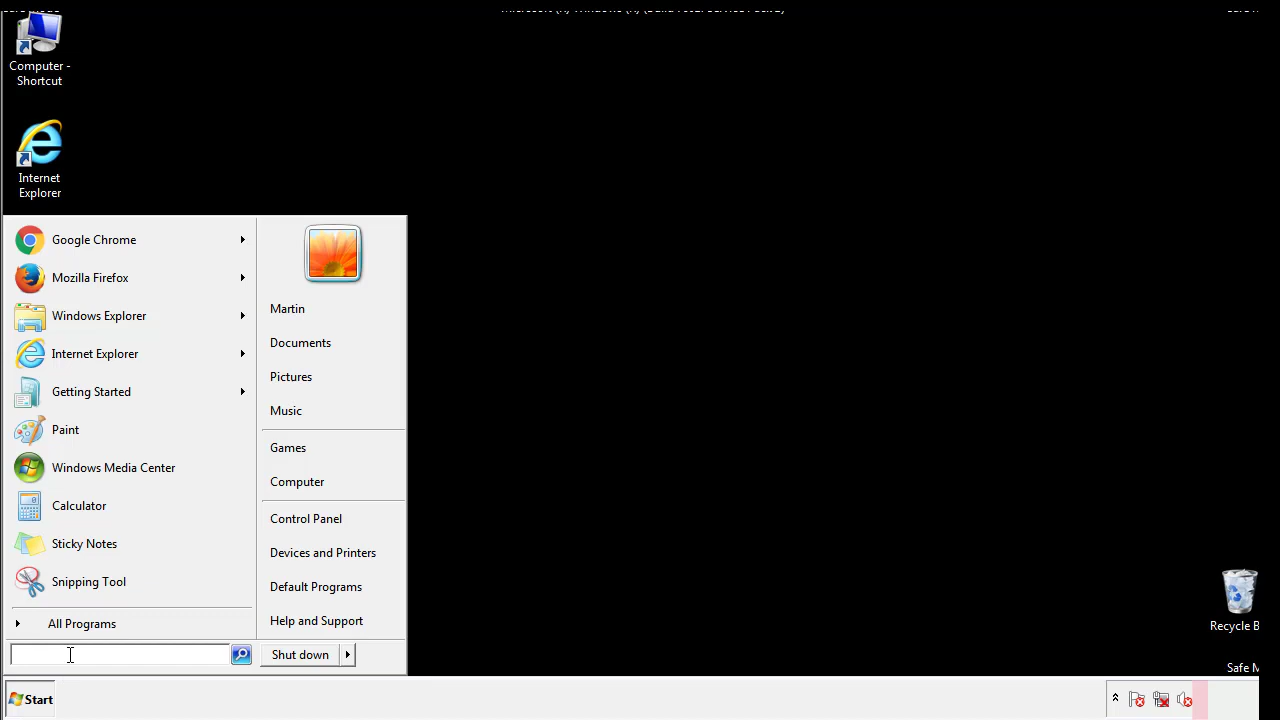 Computer -
Shortcut
Internet
Explorer
Google Chrome
Mozilla Firefox
Windows Explorer
Internet Explorer
Getting Started
Paint
Windows Media Center
Calculator
Sticky Notes
Snipping Tool
All Programs
Martin
Documents
Pictures
Music
Games
Computer
Control Panel
Devices and Printers
Default Programs
Help and Support
Shut down
Recycle B
Safe M
Start